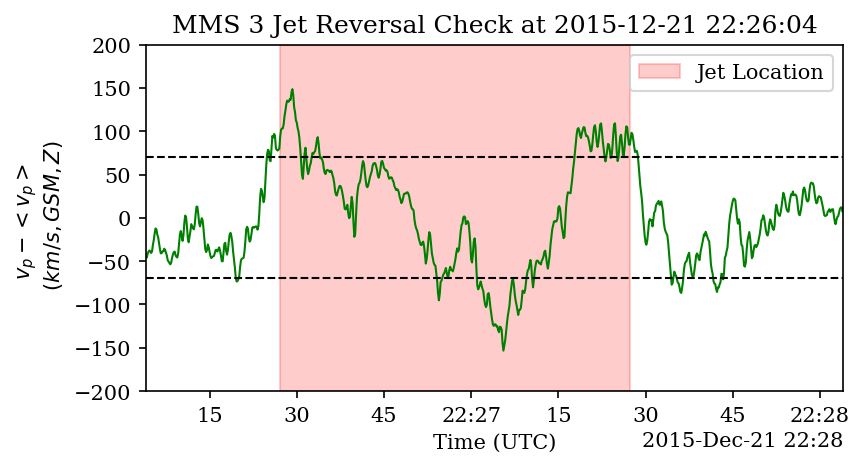 MMS 3 Jet Reversal Check at 2015-12-21 22:26:04
200
150
100
50
0
−50
−100
−150
−200
v_p − < v_p >
(km/s, GSM, Z)
Jet Location
15 30 45 22:27 15 30 45 22:28
Time (UTC)
2015-Dec-21 22:28